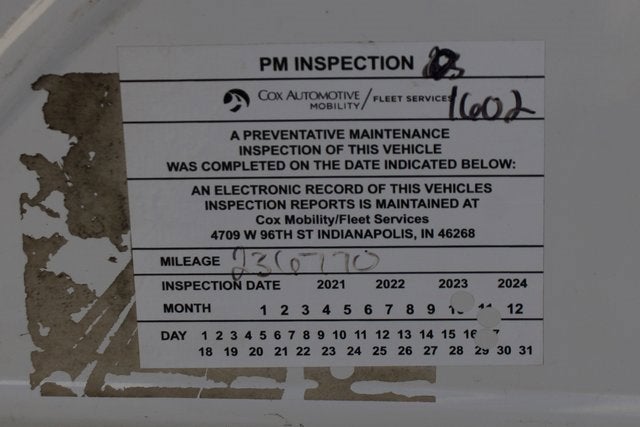 PM INSPECTION
COX AUTOMOTIVE MOBILITY / FLEET SERVICES
1602
A PREVENTATIVE MAINTENANCE
INSPECTION OF THIS VEHICLE
WAS COMPLETED ON THE DATE INDICATED BELOW:
AN ELECTRONIC RECORD OF THIS VEHICLES
INSPECTION REPORTS IS MAINTAINED AT
Cox Mobility/Fleet Services
4709 W 96TH ST INDIANAPOLIS, IN 46268
MILEAGE
INSPECTION DATE 2021 2022 2023 2024
MONTH 1 2 3 4 5 6 7 8 9 11 12
DAY 1 2 3 4 5 6 7 8 9 10 11 12 13 14 15 16
18 19 20 21 22 23 24 25 26 27 28 29 30 31